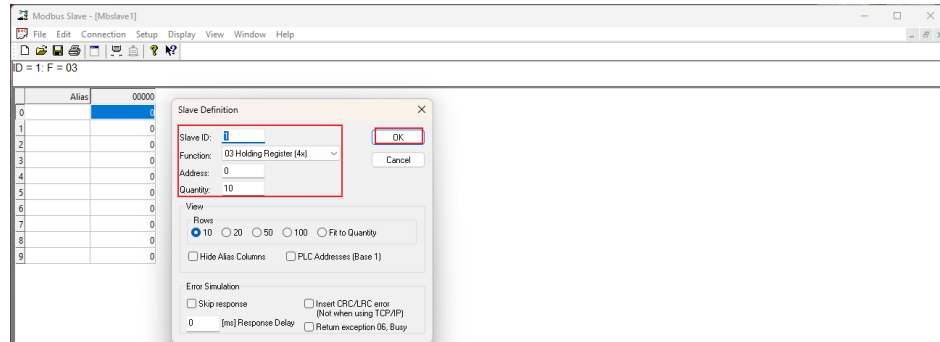 Modbus Slave - [Mbslave1]
File Edit Connection Setup Display View Window Help
ID = 1: F = 03
Alias 00000
0 0
1 0
2 0
3 0
4 0
5 0
6 0
7 0
8 0
9 0
Slave Definition
Slave ID: 1
OK
Function: 03 Holding Register (4x)
Cancel
Address: 0
Quantity: 10
View
Rows
10 20 50 100 Fit to Quantity
Hide Alias Columns PLC Addresses (Base 1)
Error Simulation
Skip response Insert CRC/LRC error
(Not when using TCP/IP)
0 [ms] Response Delay Return exception 06, Busy